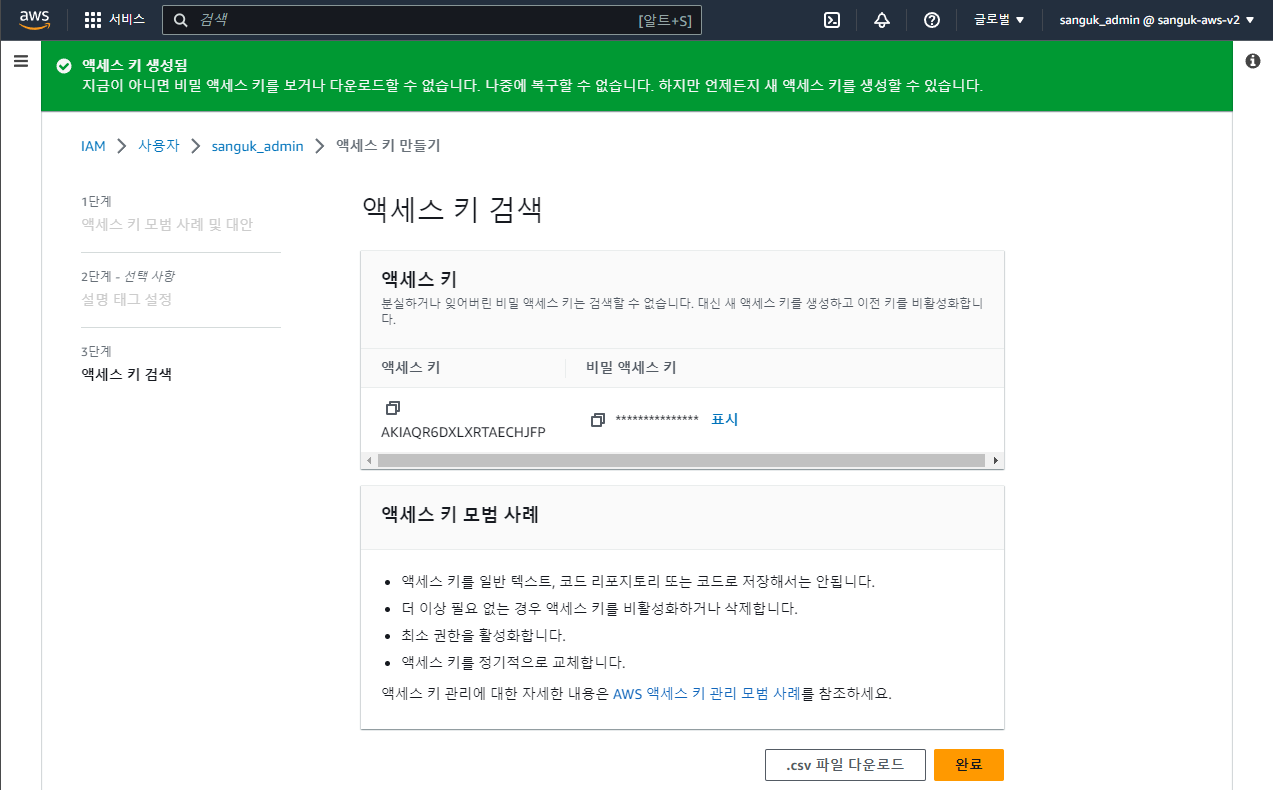 aws 서비스 검색 [알트+S] 글로벌 sanguk_admin @ sanguk-aws-v2
액세스 키 생성됨
지금이 아니면 비밀 액세스 키를 보거나 다운로드할 수 없습니다. 나중에 복구할 수 없습니다. 하지만 언제든지 새 액세스 키를 생성할 수 있습니다.
IAM > 사용자 > sanguk_admin > 액세스 키 만들기
1단계
액세스 키 모범 사례 및 대안
2단계 - 선택 사항
설명 태그 설정
3단계
액세스 키 검색
액세스 키 검색
액세스 키
분실하거나 잊어버린 비밀 액세스 키는 검색할 수 없습니다. 대신 새 액세스 키를 생성하고 이전 키를 비활성화합니
다.
액세스 키 비밀 액세스 키
AKIAQR6DXLXRTAECHJFP
*************** 표시
액세스 키 모범 사례
• 액세스 키를 일반 텍스트, 코드 리포지토리 또는 코드로 저장해서는 안됩니다.
• 더 이상 필요 없는 경우 액세스 키를 비활성화하거나 삭제합니다.
• 최소 권한을 활성화합니다.
• 액세스 키를 정기적으로 교체합니다.
액세스 키 관리에 대한 자세한 내용은 AWS 액세스 키 관리 모범 사례를 참조하세요.
.csv 파일 다운로드 완료